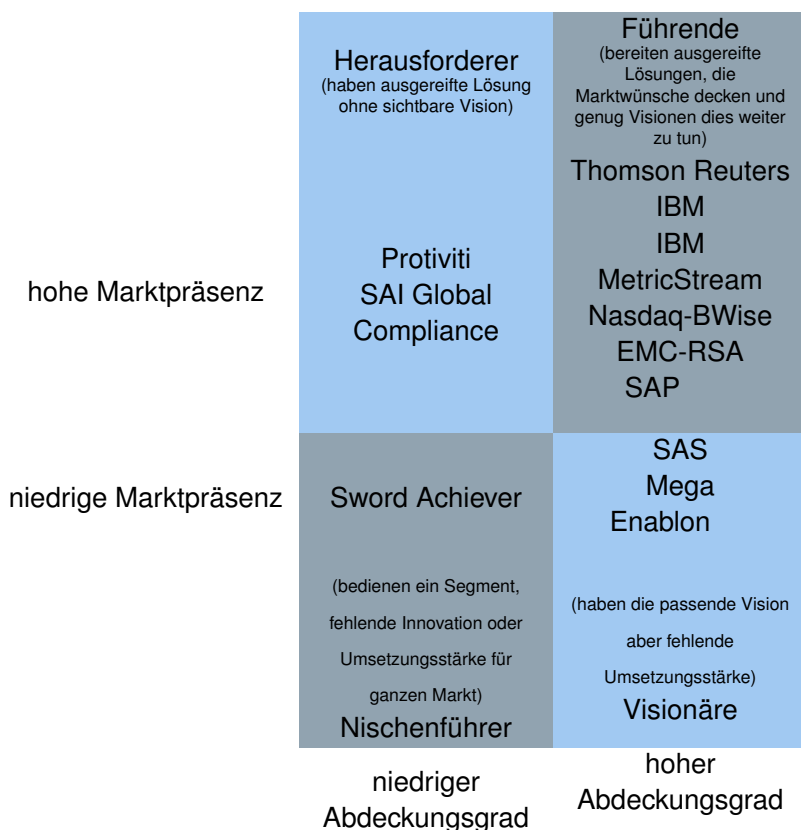 Herausforderer
(haben ausgereifte Lösung
ohne sichtbare Vision)
Führende
(bereiten ausgereifte
Lösungen, die
Marktwünsche decken und
genug Visionen dies weiter
zu tun)
hohe Marktpräsenz
Protiviti
SAI Global
Compliance
Thomson Reuters
IBM
IBM
MetricStream
Nasdaq-BWise
EMC-RSA
SAP
niedrige Marktpräsenz
Sword Achiever
(bedienen ein Segment,
fehlende Innovation oder
Umsetzungsstärke für
ganzen Markt)
Nischenführer
SAS
Mega
Enablon
(haben die passende Vision
aber fehlende
Umsetzungsstärke)
Visionäre
niedriger
Abdeckungsgrad
hoher
Abdeckungsgrad